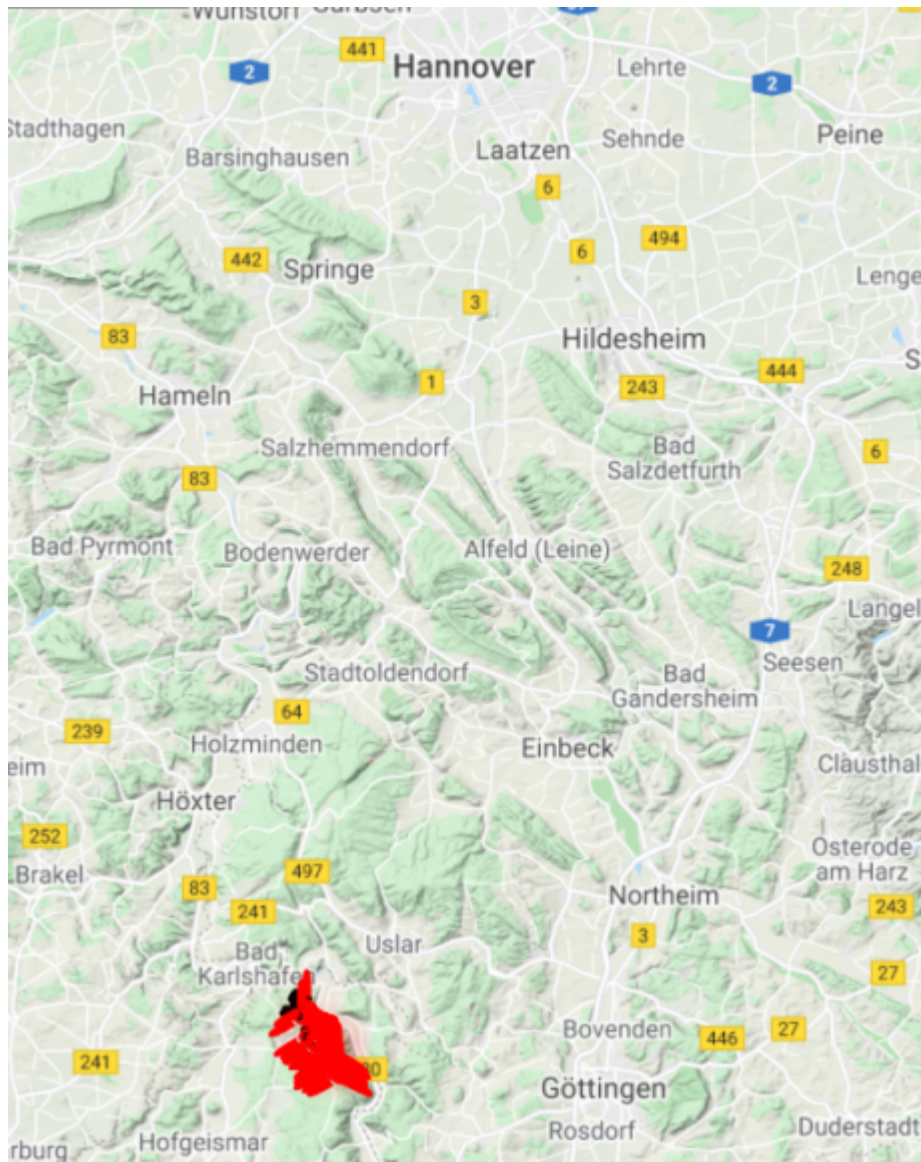 Wunstorf
Garbsen
441
Hannover
2
Lehrte
2
Stadthagen
Barsinghausen
Laatzen
Sehnde
Peine
6
442
Springe
6
494
Lenge
3
83
Hildesheim
444
S
1
243
Hameln
Salzhemmendorf
Bad
Salzdetfurth
6
83
Bad Pyrmont
Bodenwerder
Alfeld (Leine)
248
Langel
7
Stadtoldendorf
Bad
Gandersheim
Seesen
64
239
Holzminden
Einbeck
eim
Clausthal
Höxter
252
Brakel
497
Osterode
am Harz
83
241
Northeim
243
3
Bad
Karlshafen
Uslar
27
Bovenden
446
27
241
80
Göttingen
rburg
Hofgeismar
Rosdorf
Duderstadt